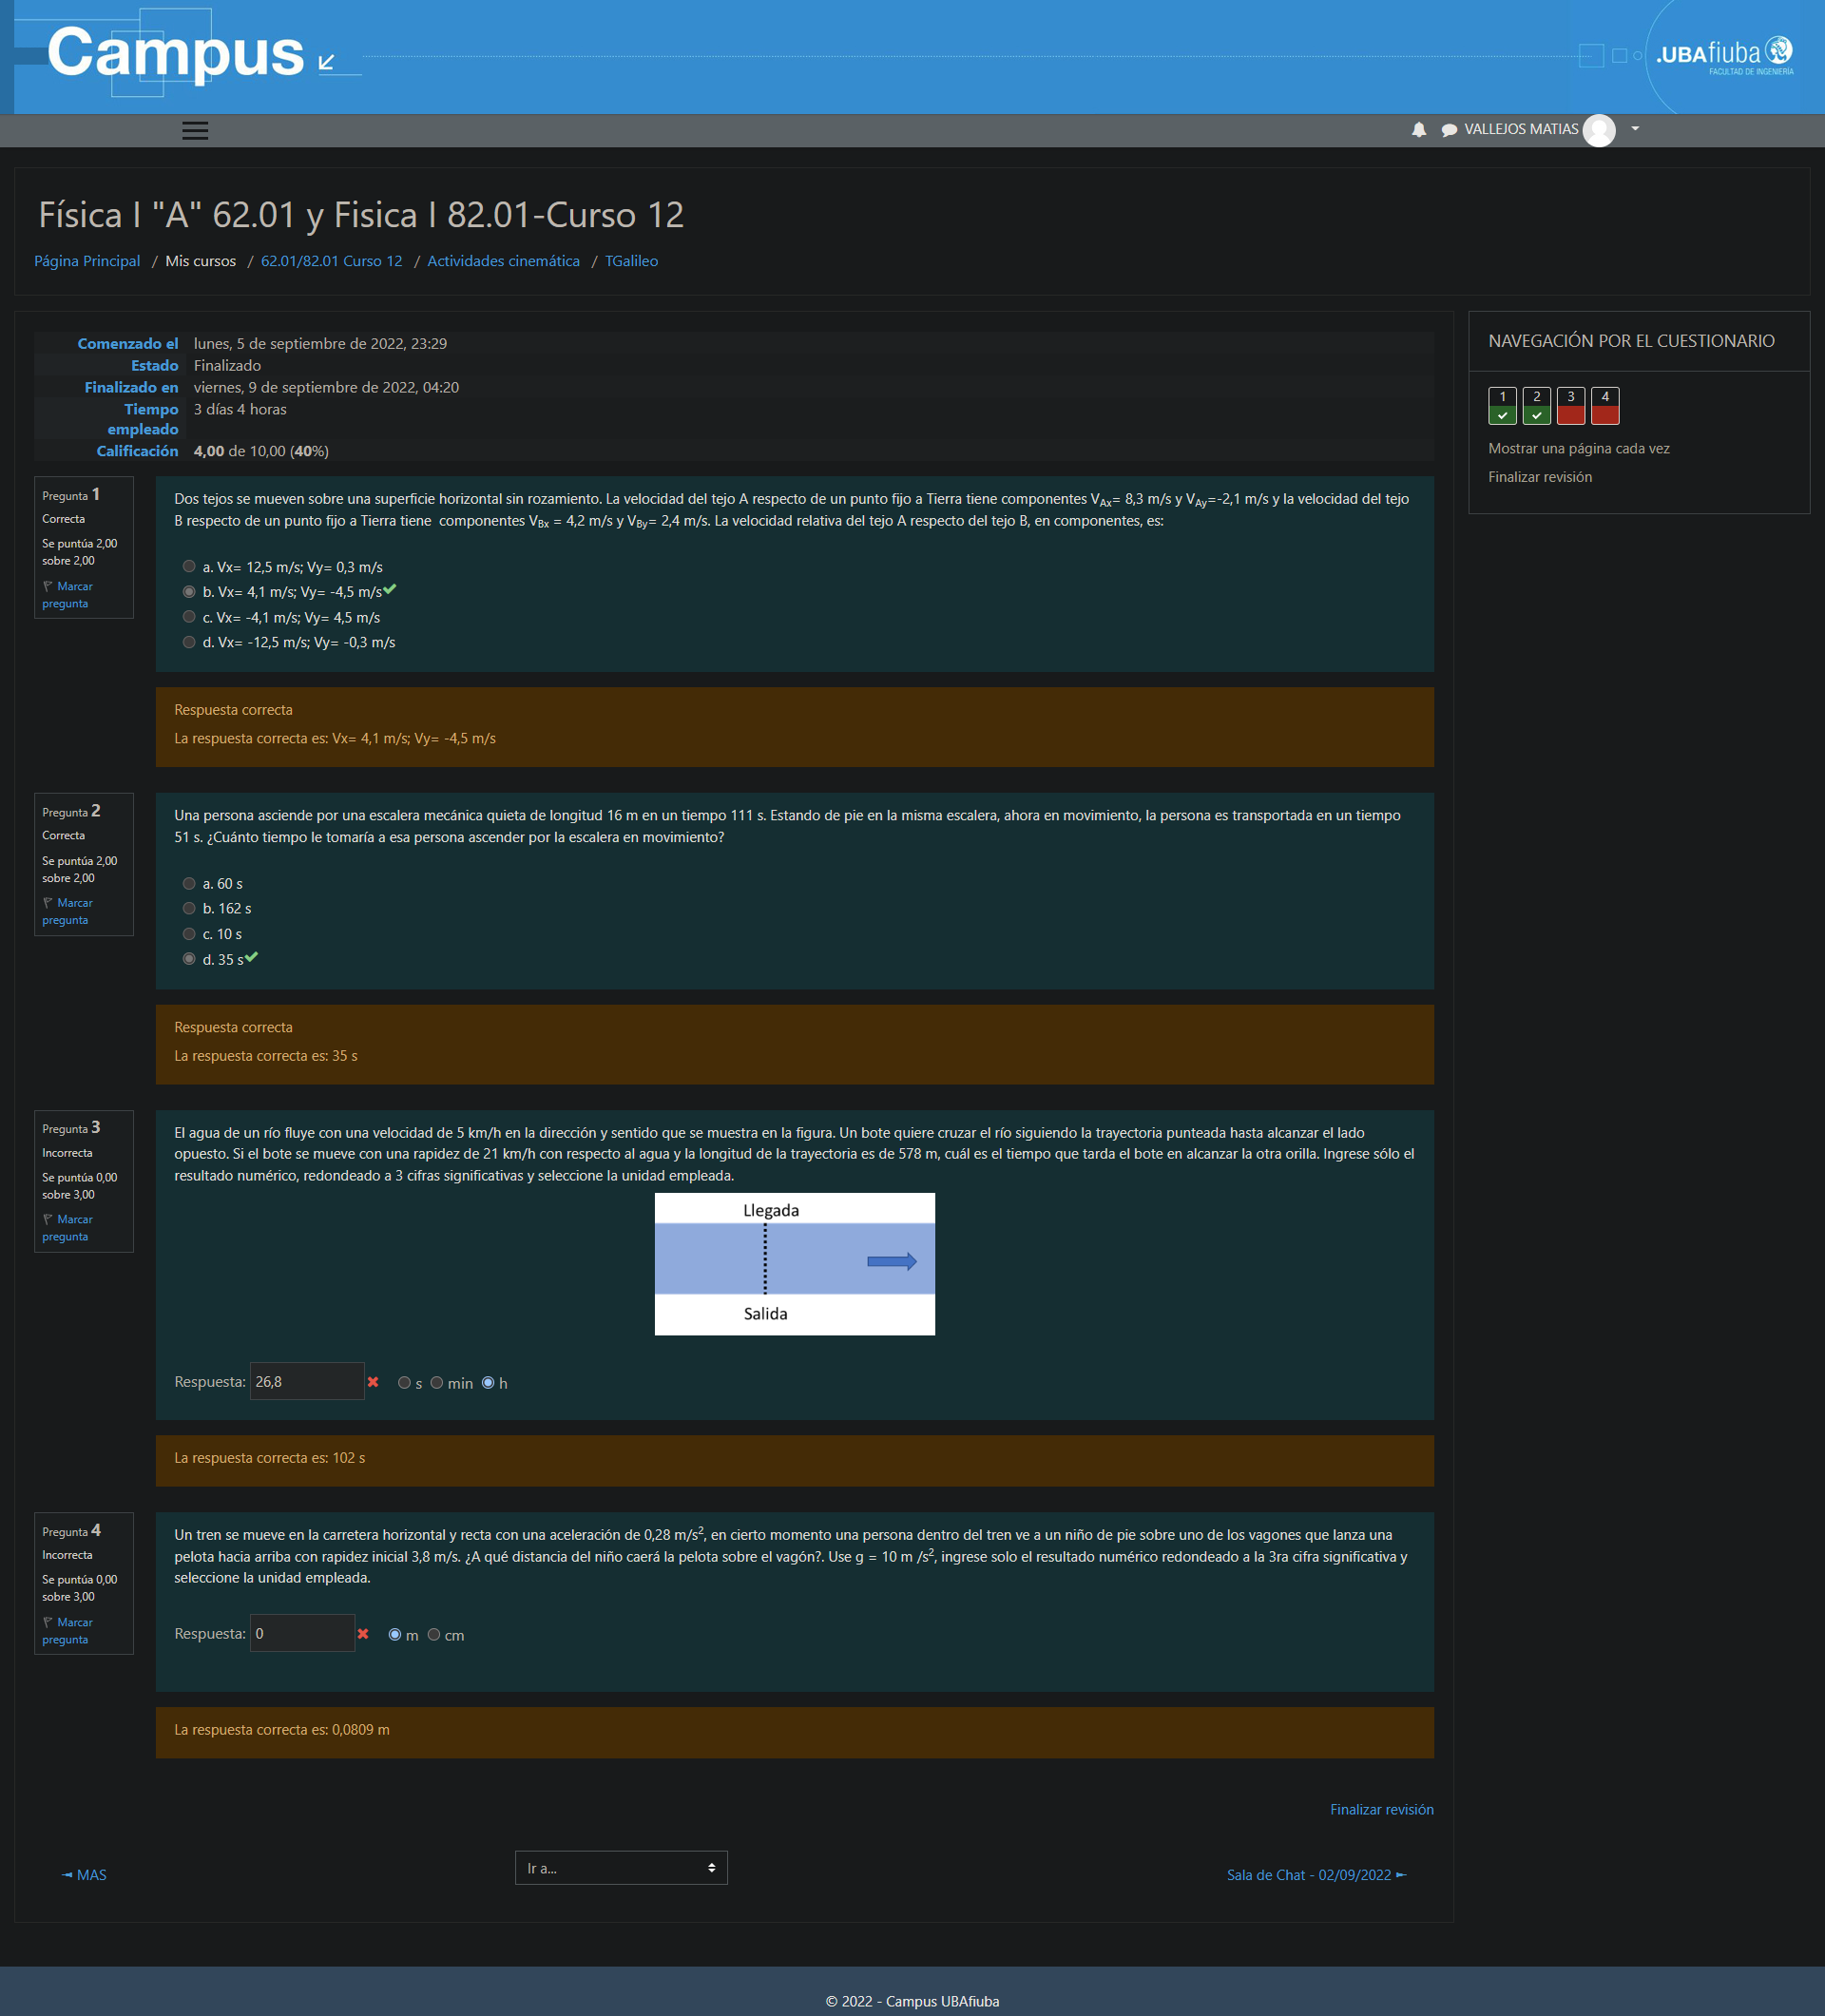 Campus
.UBAfiuba
FACULTAD DE INGENIERÍA
VALLEJOS MATIAS
Física I "A" 62.01 y Fisica I 82.01-Curso 12
Página Principal / Mis cursos / 62.01/82.01 Curso 12 / Actividades cinemática / TGalileo
Comenzado el lunes, 5 de septiembre de 2022, 23:29
Estado Finalizado
Finalizado en viernes, 9 de septiembre de 2022, 04:20
Tiempo empleado 3 días 4 horas
Calificación 4,00 de 10,00 (40%)
NAVEGACIÓN POR EL CUESTIONARIO
1 2 3 4
Mostrar una página cada vez
Finalizar revisión
Pregunta 1
Correcta
Se puntúa 2,00
sobre 2,00
Marcar
pregunta
Dos tejos se mueven sobre una superficie horizontal sin rozamiento. La velocidad del tejo A respecto de un punto fijo a Tierra tiene componentes VAx= 8,3 m/s y VAy=-2,1 m/s y la velocidad del tejo
B respecto de un punto fijo a Tierra tiene componentes VBx = 4,2 m/s y VBy= 2,4 m/s. La velocidad relativa del tejo A respecto del tejo B, en componentes, es:
a. Vx= 12,5 m/s; Vy= 0,3 m/s
b. Vx= 4,1 m/s; Vy= -4,5 m/s
c. Vx= -4,1 m/s; Vy= 4,5 m/s
d. Vx= -12,5 m/s; Vy= -0,3 m/s
Respuesta correcta
La respuesta correcta es: Vx= 4,1 m/s; Vy= -4,5 m/s
Pregunta 2
Correcta
Se puntúa 2,00
sobre 2,00
Marcar
pregunta
Una persona asciende por una escalera mecánica quieta de longitud 16 m en un tiempo 111 s. Estando de pie en la misma escalera, ahora en movimiento, la persona es transportada en un tiempo
51 s. ¿Cuánto tiempo le tomaría a esa persona ascender por la escalera en movimiento?
a. 60 s
b. 162 s
c. 10 s
d. 35 s
Respuesta correcta
La respuesta correcta es: 35 s
Pregunta 3
Incorrecta
Se puntúa 0,00
sobre 3,00
Marcar
pregunta
El agua de un río fluye con una velocidad de 5 km/h en la dirección y sentido que se muestra en la figura. Un bote quiere cruzar el río siguiendo la trayectoria punteada hasta alcanzar el lado
opuesto. Si el bote se mueve con una rapidez de 21 km/h con respecto al agua y la longitud de la trayectoria es de 578 m, cuál es el tiempo que tarda el bote en alcanzar la otra orilla. Ingrese sólo el
resultado numérico, redondeado a 3 cifras significativas y seleccione la unidad empleada.
Llegada
Salida
Respuesta: 26,8 s min h
La respuesta correcta es: 102 s
Pregunta 4
Incorrecta
Se puntúa 0,00
sobre 3,00
Marcar
pregunta
Un tren se mueve en la carretera horizontal y recta con una aceleración de 0,28 m/s², en cierto momento una persona dentro del tren ve a un niño de pie sobre uno de los vagones que lanza una
pelota hacia arriba con rapidez inicial 3,8 m/s. ¿A qué distancia del niño caerá la pelota sobre el vagón?. Use g = 10 m /s², ingrese solo el resultado numérico redondeado a la 3ra cifra significativa y
seleccione la unidad empleada.
Respuesta: 0 m cm
La respuesta correcta es: 0,0809 m
Finalizar revisión
◄ MAS
Ir a...
Sala de Chat - 02/09/2022 ►
© 2022 - Campus UBAfiuba